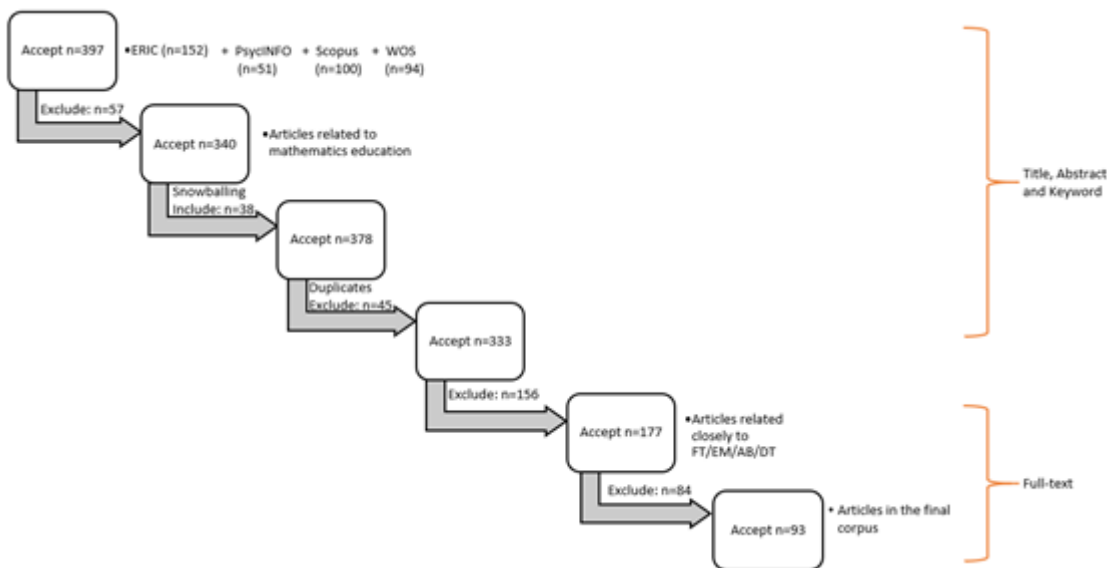 Accept n=397
•ERIC (n=152) + PsycINFO + Scopus + WOS
(n=51) (n=100) (n=94)
Exclude: n=57
Accept n=340
•Articles related to
mathematics education
Snowballing
Include: n=38
Accept n=378
Duplicates
Exclude: n=45
Accept n=333
Exclude: n=156
Accept n=177
•Articles related
closely to
FT/EM/AB/DT
Exclude: n=84
Accept n=93
• Articles in the final
corpus
Title, Abstract
and Keyword
Full-text